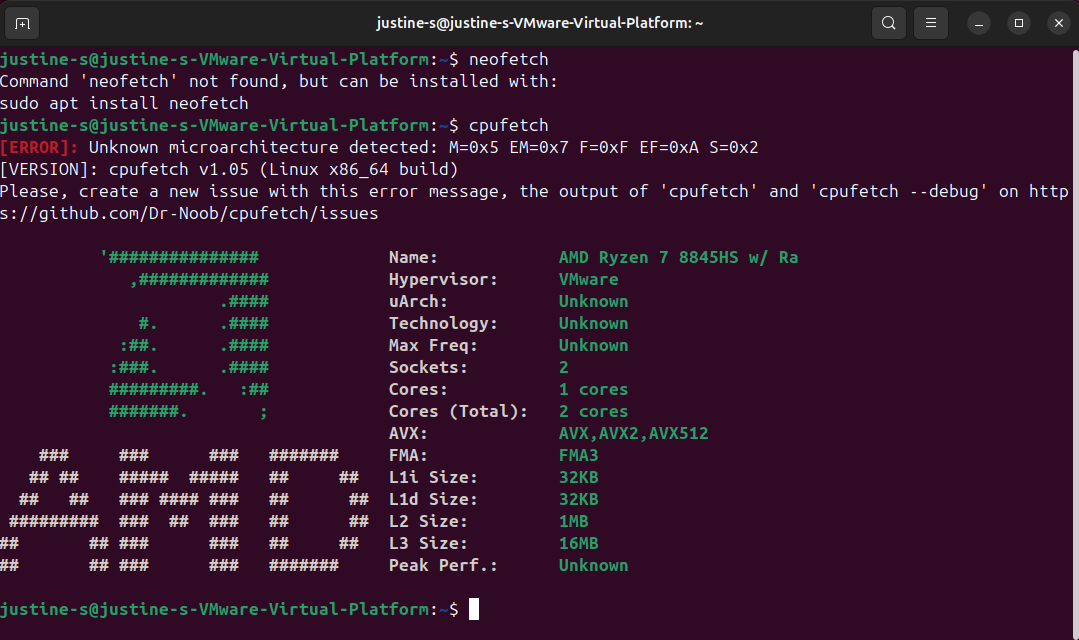 justine-s@justine-s-VMware-Virtual-Platform: ~
justine-s@justine-s-VMware-Virtual-Platform:~$ neofetch
Command 'neofetch' not found, but can be installed with:
sudo apt install neofetch
justine-s@justine-s-VMware-Virtual-Platform:~$ cpufetch
[ERROR]: Unknown microarchitecture detected: M=0x5 EM=0x7 F=0xF EF=0xA S=0x2
[VERSION]: cpufetch v1.05 (Linux x86_64 build)
Please, create a new issue with this error message, the output of 'cpufetch' and 'cpufetch --debug' on http
s://github.com/Dr-Noob/cpufetch/issues
          '###############             Name:            AMD Ryzen 7 8845HS w/ Ra
             ,#############            Hypervisor:      VMware
                      .####            uArch:           Unknown
              #.      .####            Technology:      Unknown
            :##.      .####            Max Freq:        Unknown
           :###.      .####            Sockets:         2
           #########.   :##            Cores:           1 cores
           #######.       ;            Cores (Total):   2 cores
                                       AVX:             AVX,AVX2,AVX512
    ###     ###      ###   #######     FMA:             FMA3
   ## ##    #####  #####   ##     ##   L1i Size:        32KB
  ##   ##   ### #### ###   ##      ##  L1d Size:        32KB
 #########  ###  ##  ###   ##      ##  L2 Size:         1MB
##       ## ###      ###   ##     ##   L3 Size:         16MB
##       ## ###      ###   #######     Peak Perf.:      Unknown
justine-s@justine-s-VMware-Virtual-Platform:~$